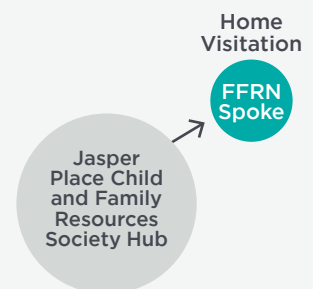 Home
Visitation
FFRN
Spoke
Jasper
Place Child
and Family
Resources
Society Hub